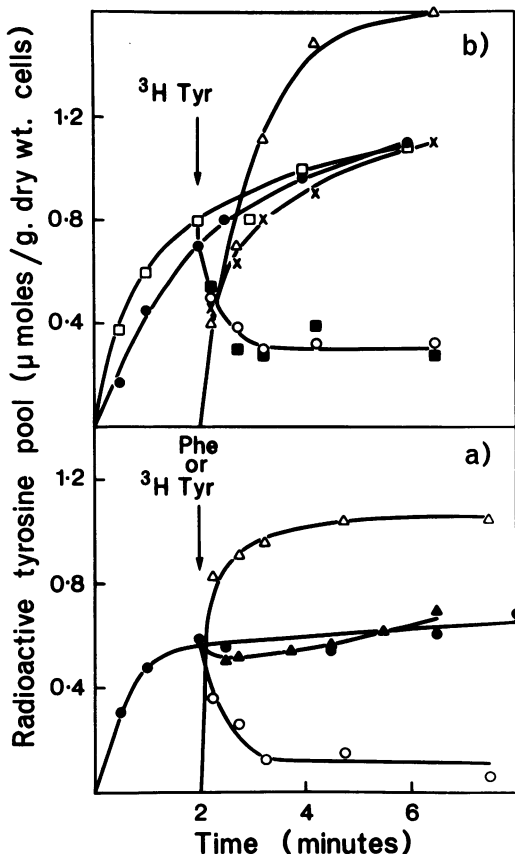 Radioactive tyrosine pool (μ moles/g. dry wt. cells)
b)
³H Tyr
1·2
0·8
0·4
a)
Phe
or
³H Tyr
1·2
0·8
0·4
2
4
6
Time (minutes)